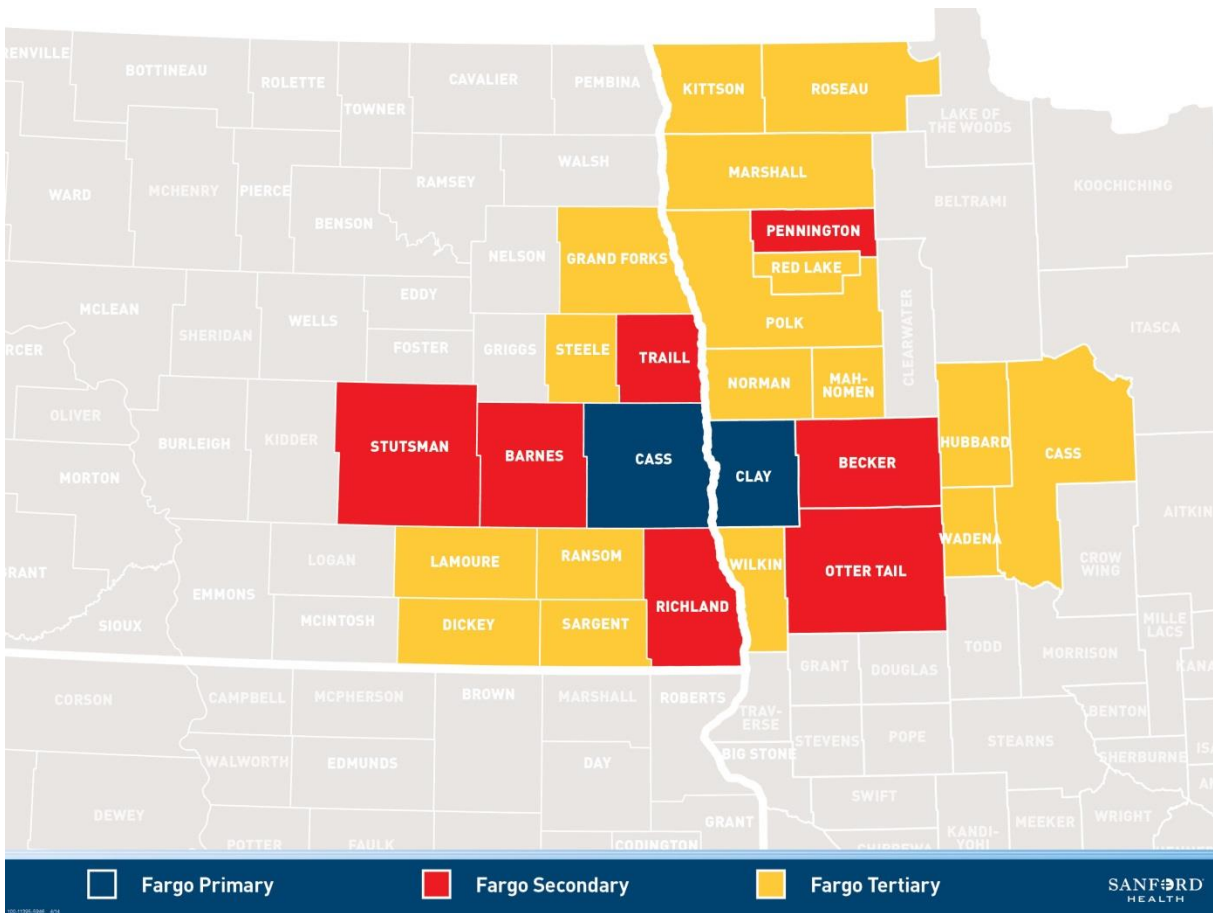 RENVILLE
BOTTINEAU
ROLETTE
TOWNER
CAVALIER
PEMBINA
KITTSON
ROSEAU
LAKE OF
THE WOODS
WARD
MCHENRY
PIERCE
BENSON
RAMSEY
WALSH
MARSHALL
BELTRAMI
KOOCHICHING
NELSON
GRAND FORKS
PENNINGTON
RED LAKE
MCLEAN
SHERIDAN
WELLS
EDDY
FOSTER
GRIGGS
STEELE
TRAILL
POLK
CLEARWATER
ITASCA
RCER
NORMAN
MAH-
NOMEN
OLIVER
BURLEIGH
KIDDER
STUTSMAN
BARNES
CASS
CLAY
BECKER
HUBBARD
CASS
MORTON
AITKIN
WADENA
CROW
WING
RANT
EMMONS
LOGAN
LAMOURE
RANSOM
RICHLAND
WILKIN
OTTER TAIL
SIOUX
MCINTOSH
DICKEY
SARGENT
TODD
MORRISON
MILLE
LACS
KANA
CORSON
CAMPBELL
MCPHERSON
BROWN
MARSHALL
ROBERTS
TRAV-
ERSE
GRANT
DOUGLAS
BENTON
WALWORTH
EDMUNDS
DAY
BIG STONE
STEVENS
POPE
STEARNS
SHERBURNE
ISA
DEWEY
POTTER
FAULK
GRANT
CODINGTON
SWIFT
CHIPPEWA
KANDI-
YOHI
MEEKER
WRIGHT
Fargo Primary
Fargo Secondary
Fargo Tertiary
SANFORD
HEALTH